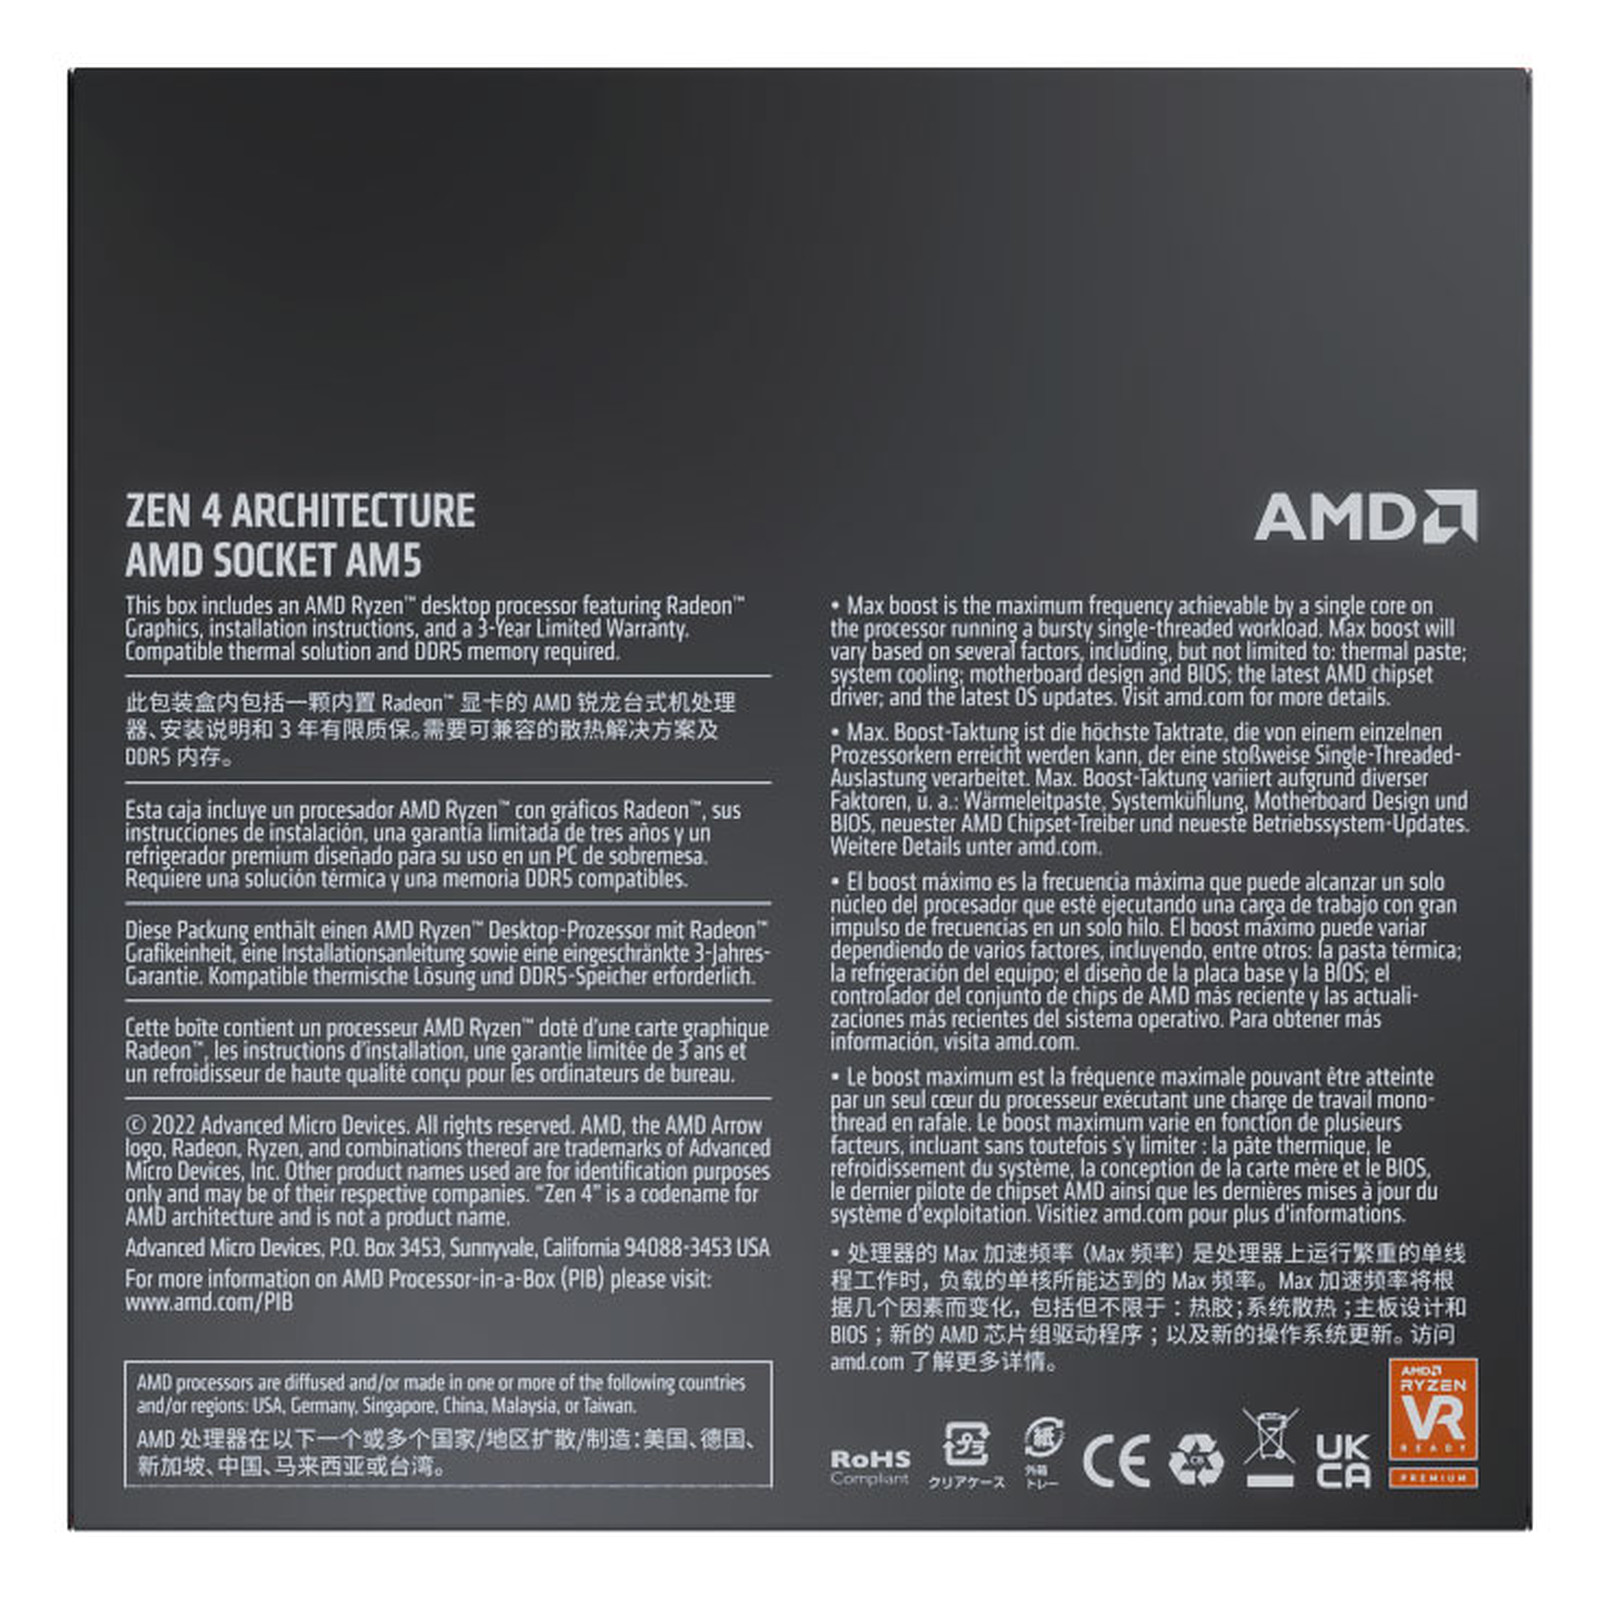 ZEN 4 ARCHITECTURE
AMD SOCKET AM5
This box includes an AMD Ryzen™ desktop processor featuring Radeon™
Graphics, installation instructions, and a 3-Year Limited Warranty.
Compatible thermal solution and DDR5 memory required.
此包装盒内包括一颗内置 Radeon™ 显卡的 AMD 锐龙台式机处理
器、安装说明和 3 年有限质保。需要可兼容的散热解决方案及
DDR5 内存。
Esta caja incluye un procesador AMD Ryzen™ con gráficos Radeon™, sus
instrucciones de instalación, una garantía limitada de tres años y un
refrigerador premium diseñado para su uso en un PC de sobremesa.
Requiere una solución térmica y una memoria DDR5 compatibles.
Diese Packung enthält einen AMD Ryzen™ Desktop-Prozessor mit Radeon™
Grafikeinheit, eine Installationsanleitung sowie eine eingeschränkte 3-Jahres-
Garantie. Kompatible thermische Lösung und DDR5-Speicher erforderlich.
Cette boîte contient un processeur AMD Ryzen™ doté d'une carte graphique
Radeon™, les instructions d'installation, une garantie limitée de 3 ans et
un refroidisseur de haute qualité conçu pour les ordinateurs de bureau.
© 2022 Advanced Micro Devices. All rights reserved. AMD, the AMD Arrow
logo, Radeon, Ryzen, and combinations thereof are trademarks of Advanced
Micro Devices, Inc. Other product names used are for identification purposes
only and may be of their respective companies. "Zen 4" is a codename for
AMD architecture and is not a product name.
Advanced Micro Devices, P.O. Box 3453, Sunnyvale, California 94088-3453 USA
For more information on AMD Processor-in-a-Box (PIB) please visit:
www.amd.com/PIB
AMD processors are diffused and/or made in one or more of the following countries
and/or regions: USA, Germany, Singapore, China, Malaysia, or Taiwan.
AMD 处理器在以下一个或多个国家/地区扩散/制造：美国、德国、
新加坡、中国、马来西亚或台湾。
AMD
• Max boost is the maximum frequency achievable by a single core on
the processor running a bursty single-threaded workload. Max boost will
vary based on several factors, including, but not limited to: thermal paste;
system cooling; motherboard design and BIOS; the latest AMD chipset
driver; and the latest OS updates. Visit amd.com for more details.
• Max. Boost-Taktung ist die höchste Taktrate, die von einem einzelnen
Prozessorkern erreicht werden kann, der eine stoßweise Single-Threaded-
Auslastung verarbeitet. Max. Boost-Taktung variiert aufgrund diverser
Faktoren, u. a.: Wärmeleitpaste, Systemkühlung, Motherboard Design und
BIOS, neuester AMD Chipset-Treiber und neueste Betriebssystem-Updates.
Weitere Details unter amd.com.
• El boost máximo es la frecuencia máxima que puede alcanzar un solo
núcleo del procesador que esté ejecutando una carga de trabajo con gran
impulso de frecuencias en un solo hilo. El boost máximo puede variar
dependiendo de varios factores, incluyendo, entre otros: la pasta térmica;
la refrigeración del equipo; el diseño de la placa base y la BIOS; el
controlador del conjunto de chips de AMD más reciente y las actuali-
zaciones más recientes del sistema operativo. Para obtener más
información, visita amd.com.
• Le boost maximum est la fréquence maximale pouvant être atteinte
par un seul cœur du processeur exécutant une charge de travail mono-
thread en rafale. Le boost maximum varie en fonction de plusieurs
facteurs, incluant sans toutefois s'y limiter : la pâte thermique, le
refroidissement du système, la conception de la carte mère et le BIOS,
le dernier pilote de chipset AMD ainsi que les dernières mises à jour du
système d'exploitation. Visitiez amd.com pour plus d'informations.
• 处理器的 Max 加速频率（Max 频率）是处理器上运行繁重的单线
程工作时，负载的单核所能达到的 Max 频率。Max 加速频率将根
据几个因素而变化，包括但不限于：热胶；系统散热；主板设计和
BIOS；新的 AMD 芯片组驱动程序；以及新的操作系统更新。访问
amd.com 了解更多详情。
RoHS
Compliant
プラ
クリアケース
紙
外箱
トレー
CE
UK
CA
AMD
RYZEN
VR
READY
PREMIUM